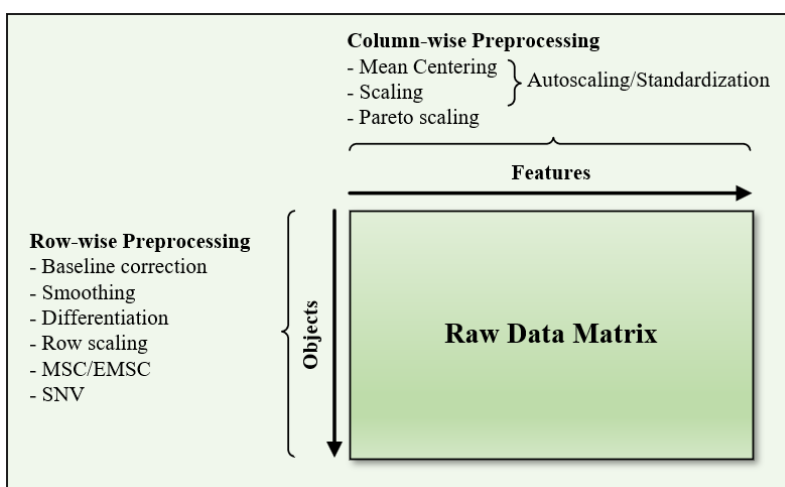 Column-wise Preprocessing
- Mean Centering
- Scaling
Autoscaling/Standardization
- Pareto scaling
Features
Row-wise Preprocessing
- Baseline correction
- Smoothing
- Differentiation
- Row scaling
- MSC/EMSC
- SNV
Objects
Raw Data Matrix